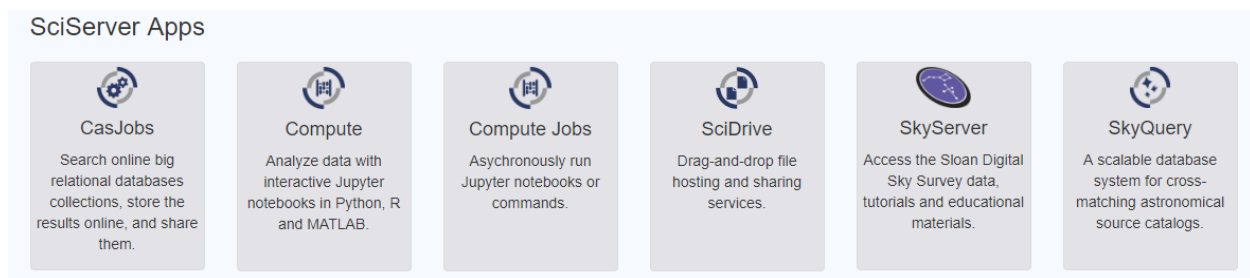 SciServer Apps
CasJobs
Search online big
relational databases
collections, store the
results online, and share
them.
Compute
Analyze data with
interactive Jupyter
notebooks in Python, R
and MATLAB.
Compute Jobs
Asychronously run
Jupyter notebooks or
commands.
SciDrive
Drag-and-drop file
hosting and sharing
services.
SkyServer
Access the Sloan Digital
Sky Survey data,
tutorials and educational
materials.
SkyQuery
A scalable database
system for cross-
matching astronomical
source catalogs.